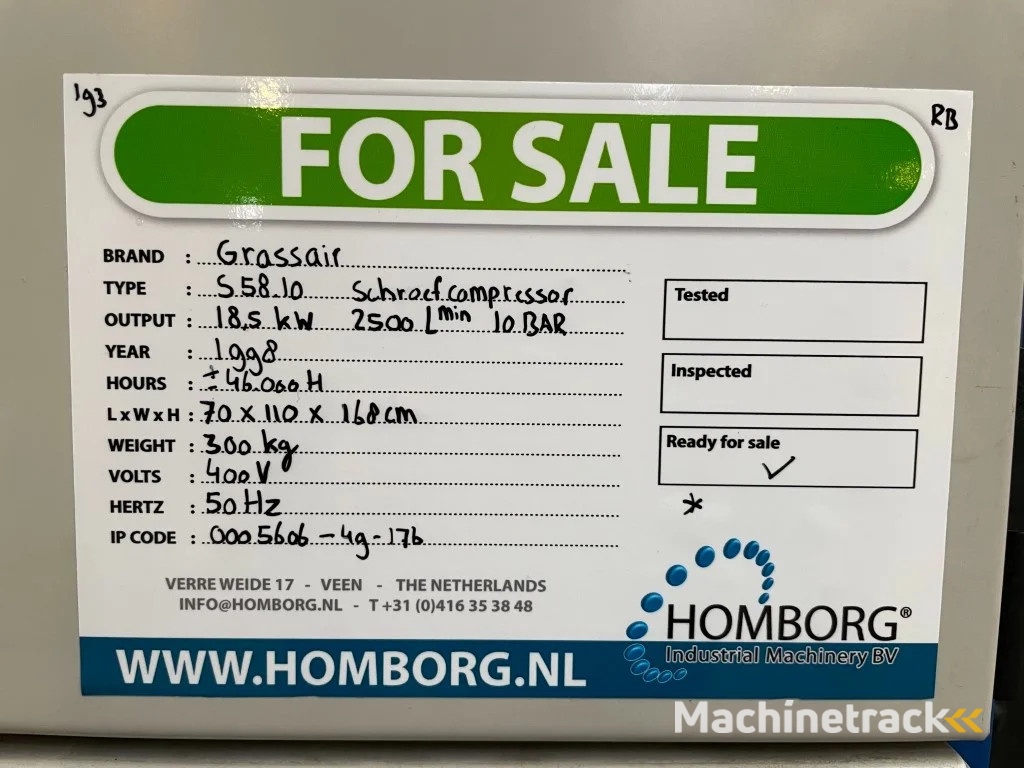 193
RB
FOR SALE
BRAND : Grassair
TYPE : S58.10 Schroefcompressor
OUTPUT : 18,5 kW 2500 L min 10 BAR
YEAR : 1998
HOURS : ± 46.000 H
L x W x H : 70 x 110 x 168 cm
WEIGHT : 300 kg
VOLTS : 400 V
HERTZ : 50 Hz
IP CODE : 0005606-49-176
Tested
Inspected
Ready for sale
✓
*
VERRE WEIDE 17 - VEEN - THE NETHERLANDS
INFO@HOMBORG.NL - T +31 (0)416 35 38 48
HOMBORG®
Industrial Machinery BV
WWW.HOMBORG.NL
Machinetrack